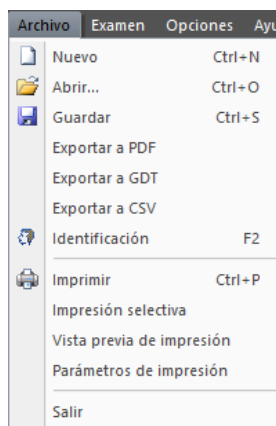 Archivo Examen Opciones Ayu
Nuevo Ctrl+N
Abrir... Ctrl+O
Guardar Ctrl+S
Exportar a PDF
Exportar a GDT
Exportar a CSV
Identificación F2
Imprimir Ctrl+P
Impresión selectiva
Vista previa de impresión
Parámetros de impresión
Salir